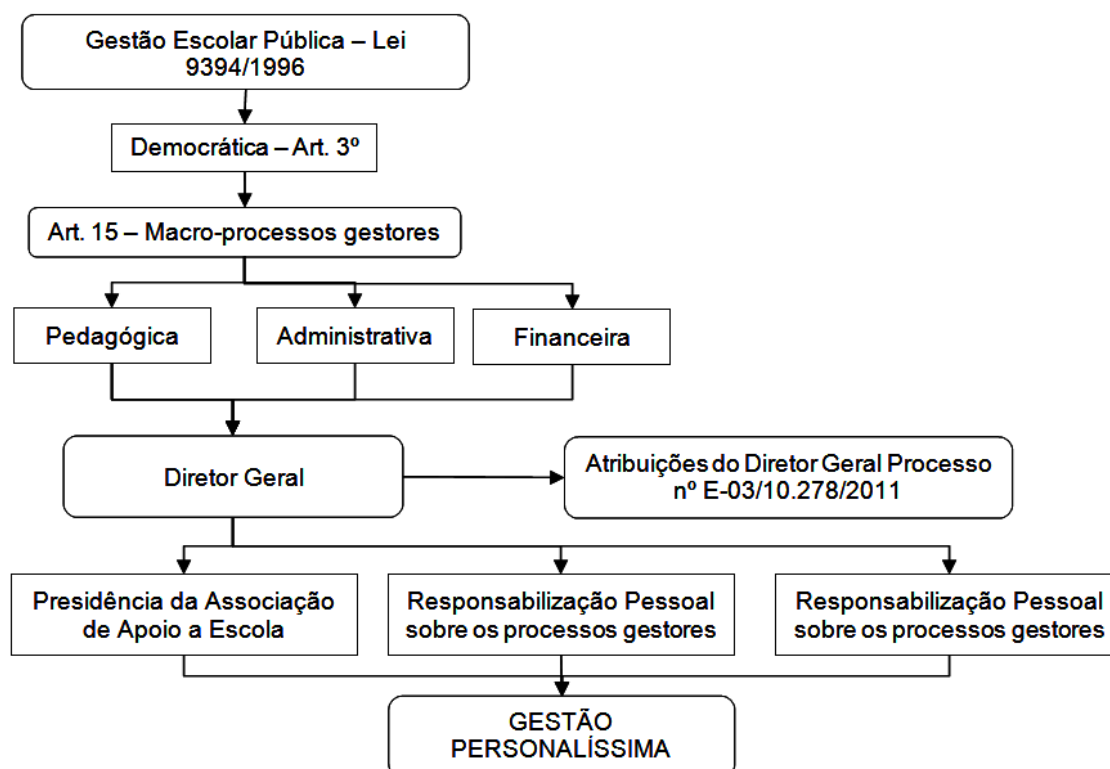 Gestão Escolar Pública – Lei
9394/1996
Democrática – Art. 3º
Art. 15 – Macro-processos gestores
Pedagógica
Administrativa
Financeira
Diretor Geral
Atribuições do Diretor Geral Processo
nº E-03/10.278/2011
Presidência da Associação
de Apoio a Escola
Responsabilização Pessoal
sobre os processos gestores
Responsabilização Pessoal
sobre os processos gestores
GESTÃO
PERSONALÍSSIMA